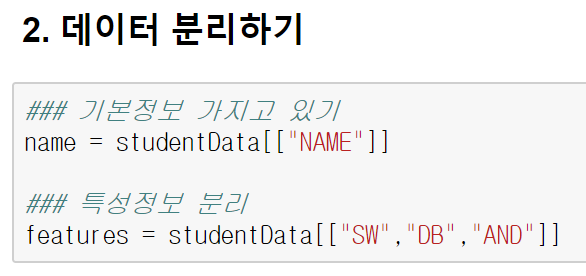 2. 데이터 분리하기
### 기본정보 가지고 있기
name = studentData[["NAME"]]
### 특성정보 분리
features = studentData[["SW","DB","AND"]]